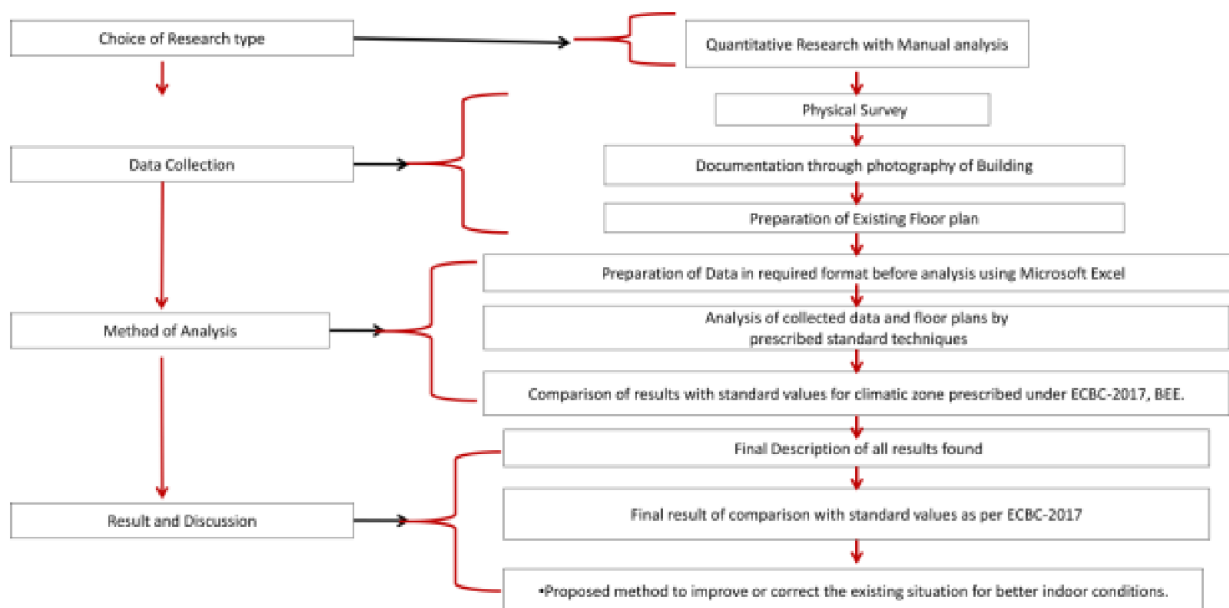 Choice of Research type
Quantitative Research with Manual analysis
Physical Survey
Data Collection
Documentation through photography of Building
Preparation of Existing Floor plan
Preparation of Data in required format before analysis using Microsoft Excel
Method of Analysis
Analysis of collected data and floor plans by
prescribed standard techniques
Comparison of results with standard values for climatic zone prescribed under ECBC-2017, BEE.
Final Description of all results found
Result and Discussion
Final result of comparison with standard values as per ECBC-2017
•Proposed method to improve or correct the existing situation for better indoor conditions.